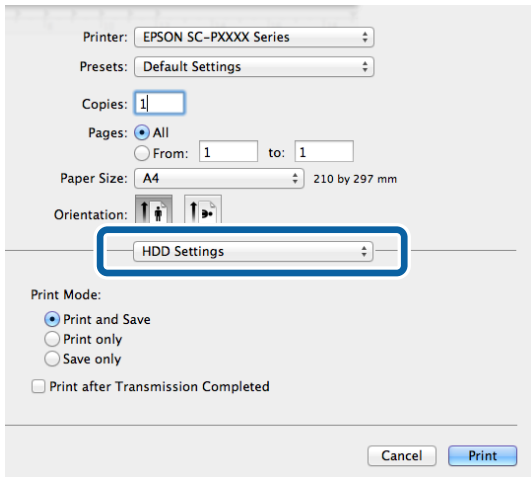 Printer: EPSON SC-PXXXX Series
Presets: Default Settings
Copies: 1
Pages: All
From: 1 to: 1
Paper Size: A4 210 by 297 mm
Orientation:
HDD Settings
Print Mode:
Print and Save
Print only
Save only
Print after Transmission Completed
Cancel Print